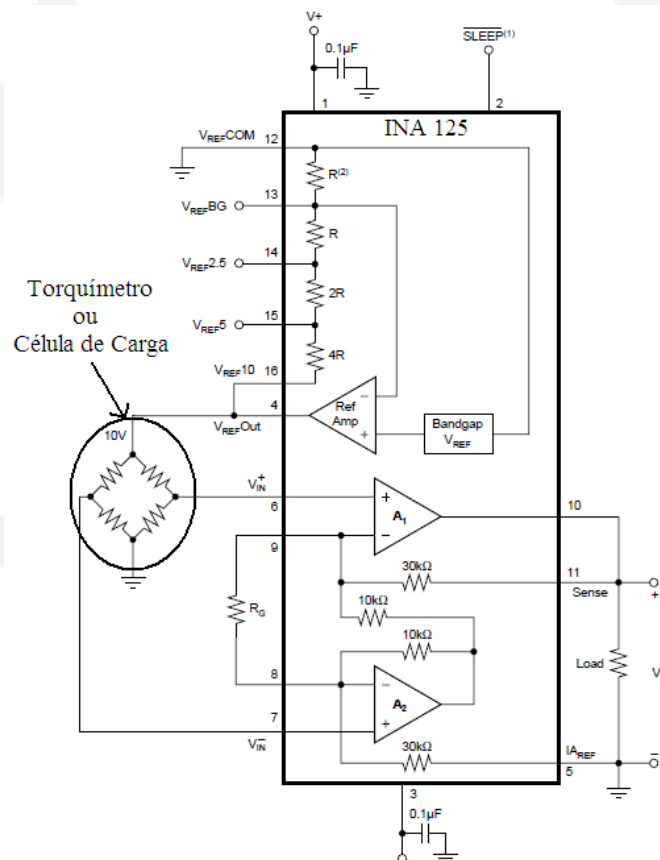 V+
SLEEP(1)
0.1µF
1
2
INA 125
VREFCOM
12
R(2)
13
VREFBG
R
14
VREF2.5
2R
15
VREF5
4R
VREF10
16
4
VREFOut
Ref
Amp
−
+
Bandgap
VREF
Torquímetro
ou
Célula de Carga
10V
VIN+
6
+
A1
−
10
9
30kΩ
11
Sense
+
10kΩ
RG
10kΩ
Load
V
8
−
A2
+
7
VIN−
30kΩ
IAREF
−
5
3
0.1µF